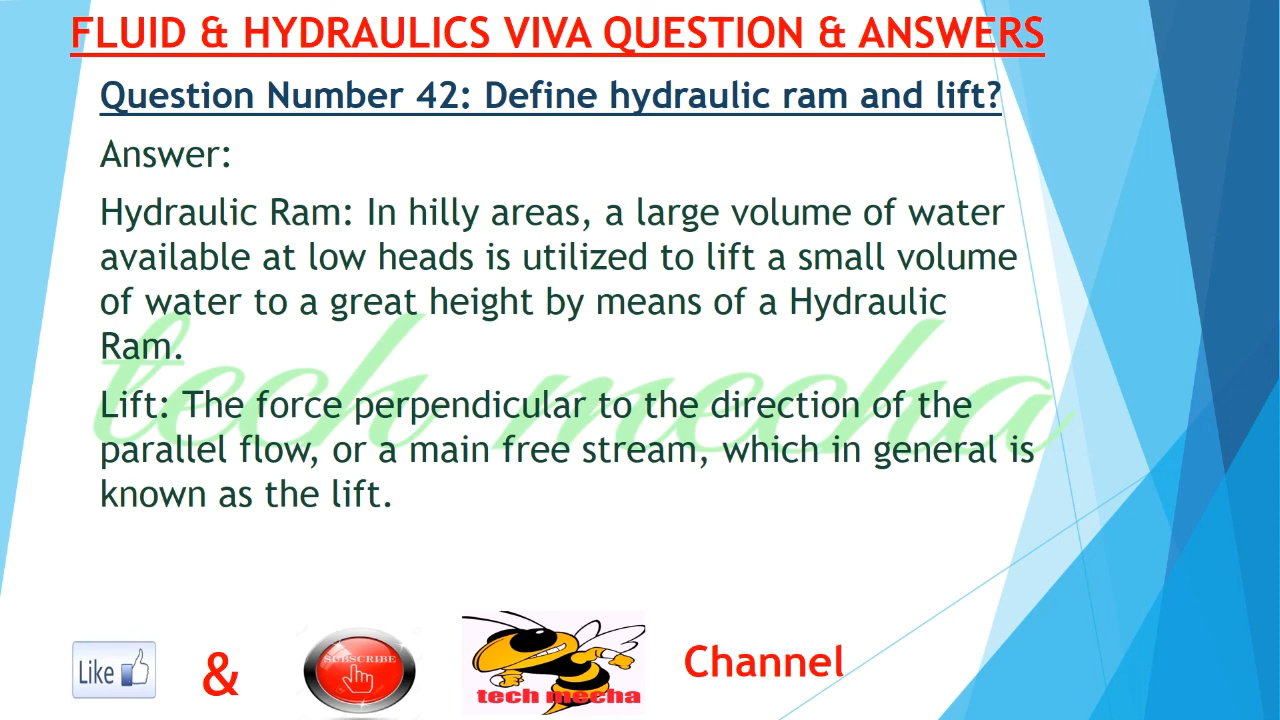 FLUID & HYDRAULICS VIVA QUESTION & ANSWERS
Question Number 42: Define hydraulic ram and lift?
Answer:
Hydraulic Ram: In hilly areas, a large volume of water
available at low heads is utilized to lift a small volume
of water to a great height by means of a Hydraulic
Ram.
tech mecha
Lift: The force perpendicular to the direction of the
parallel flow, or a main free stream, which in general is
known as the lift.
Like
&
SUBSCRIBE
tech mecha
Channel